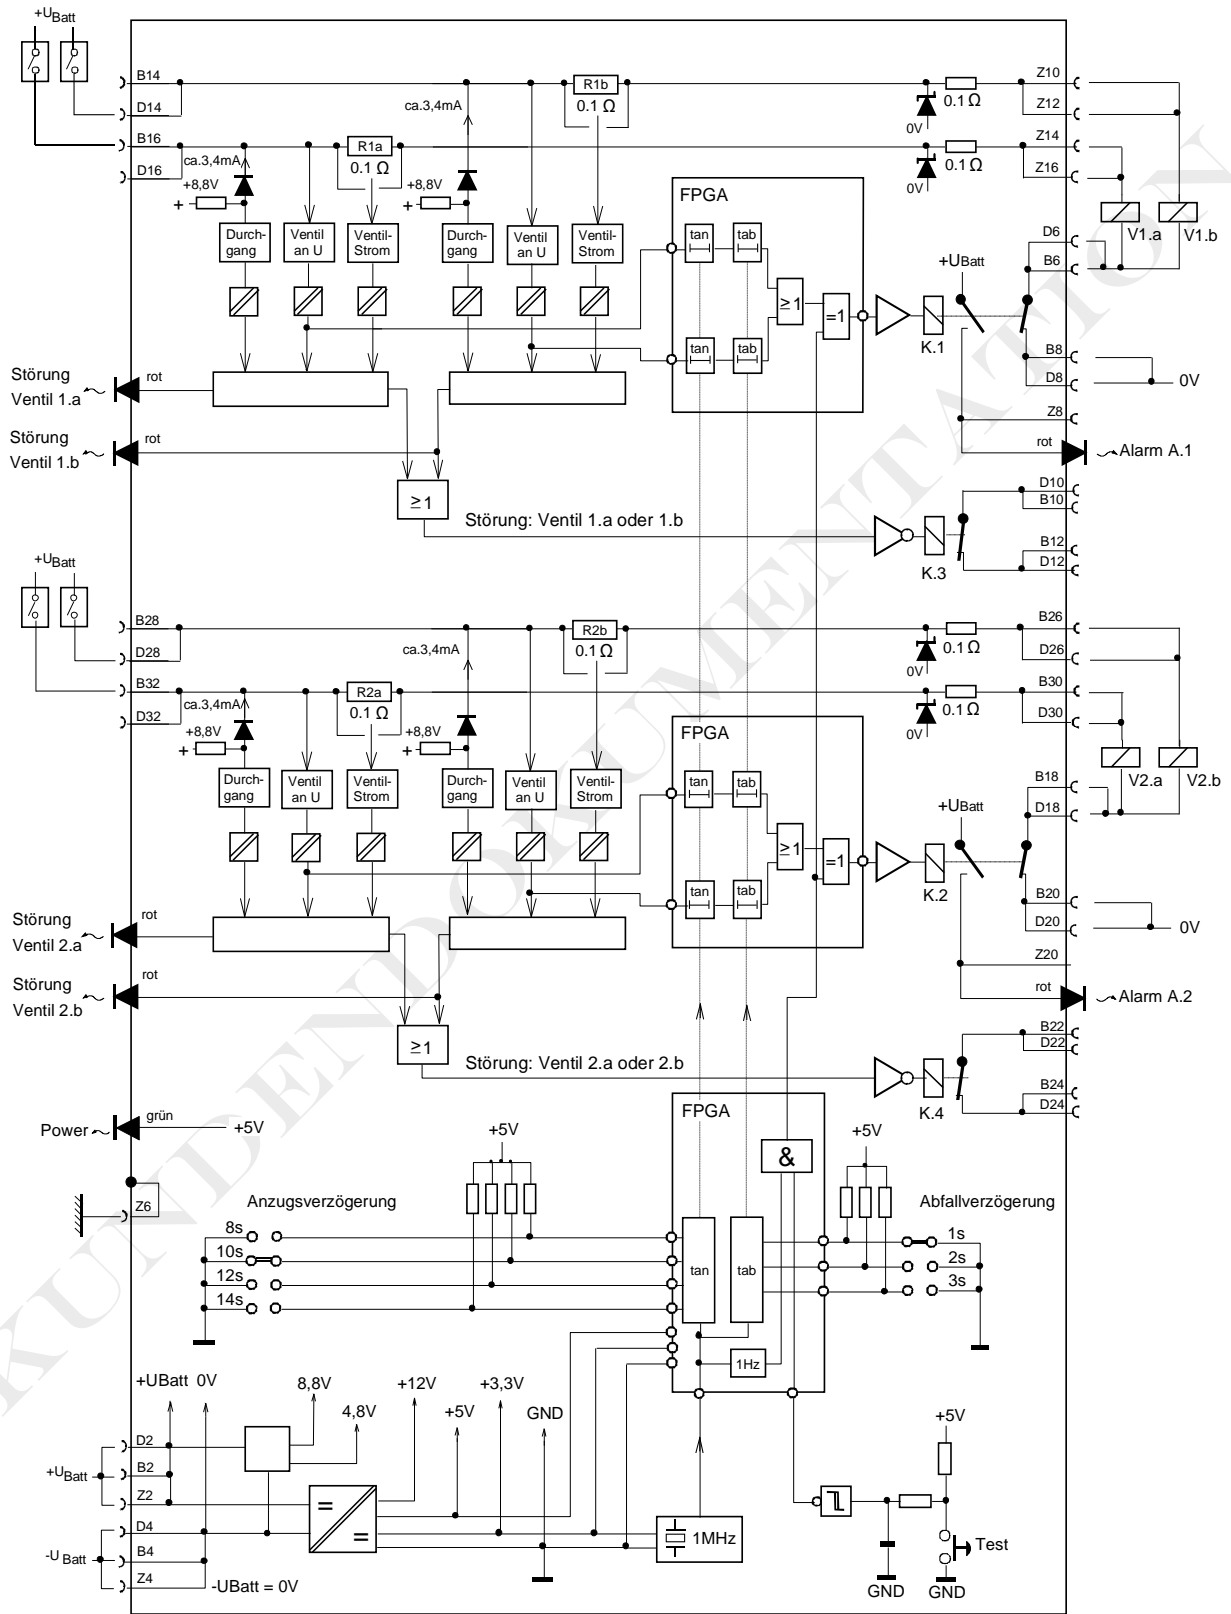 +UBatt
B14
D14
B16
D16
ca.3,4mA
R1b
0.1 Ω
ca.3,4mA
R1a
0.1 Ω
+8,8V
+
+8,8V
+
Durch-
gang
Ventil
an U
Ventil-
Strom
Durch-
gang
Ventil
an U
Ventil-
Strom
0V
0.1 Ω
0V
0.1 Ω
Z10
Z12
Z14
Z16
V1.a
V1.b
FPGA
tan
tab
tan
tab
≥1
=1
K.1
+UBatt
D6
B6
B8
D8
0V
Z8
rot
Alarm A.1
Störung
Ventil 1.a
rot
Störung
Ventil 1.b
rot
≥1
Störung: Ventil 1.a oder 1.b
K.3
D10
B10
B12
D12
+UBatt
B28
D28
B32
D32
ca.3,4mA
R2b
0.1 Ω
ca.3,4mA
R2a
0.1 Ω
+8,8V
+
+8,8V
+
Durch-
gang
Ventil
an U
Ventil-
Strom
Durch-
gang
Ventil
an U
Ventil-
Strom
0V
0.1 Ω
0V
0.1 Ω
B26
D26
B30
D30
V2.a
V2.b
FPGA
tan
tab
tan
tab
≥1
=1
K.2
+UBatt
B18
D18
B20
D20
0V
Z20
rot
Alarm A.2
Störung
Ventil 2.a
rot
Störung
Ventil 2.b
rot
≥1
Störung: Ventil 2.a oder 2.b
K.4
B22
D22
B24
D24
Power
grün
+5V
Z6
Anzugsverzögerung
8s
10s
12s
14s
+5V
FPGA
&
tan
tab
1Hz
+5V
Abfallverzögerung
1s
2s
3s
+UBatt 0V
8,8V
4,8V
+12V
+5V
+3,3V
GND
D2
B2
Z2
+UBatt
D4
B4
Z4
-UBatt
-UBatt = 0V
=
=
1MHz
+5V
Test
GND
GND
KUNDENDOKUMENTATION